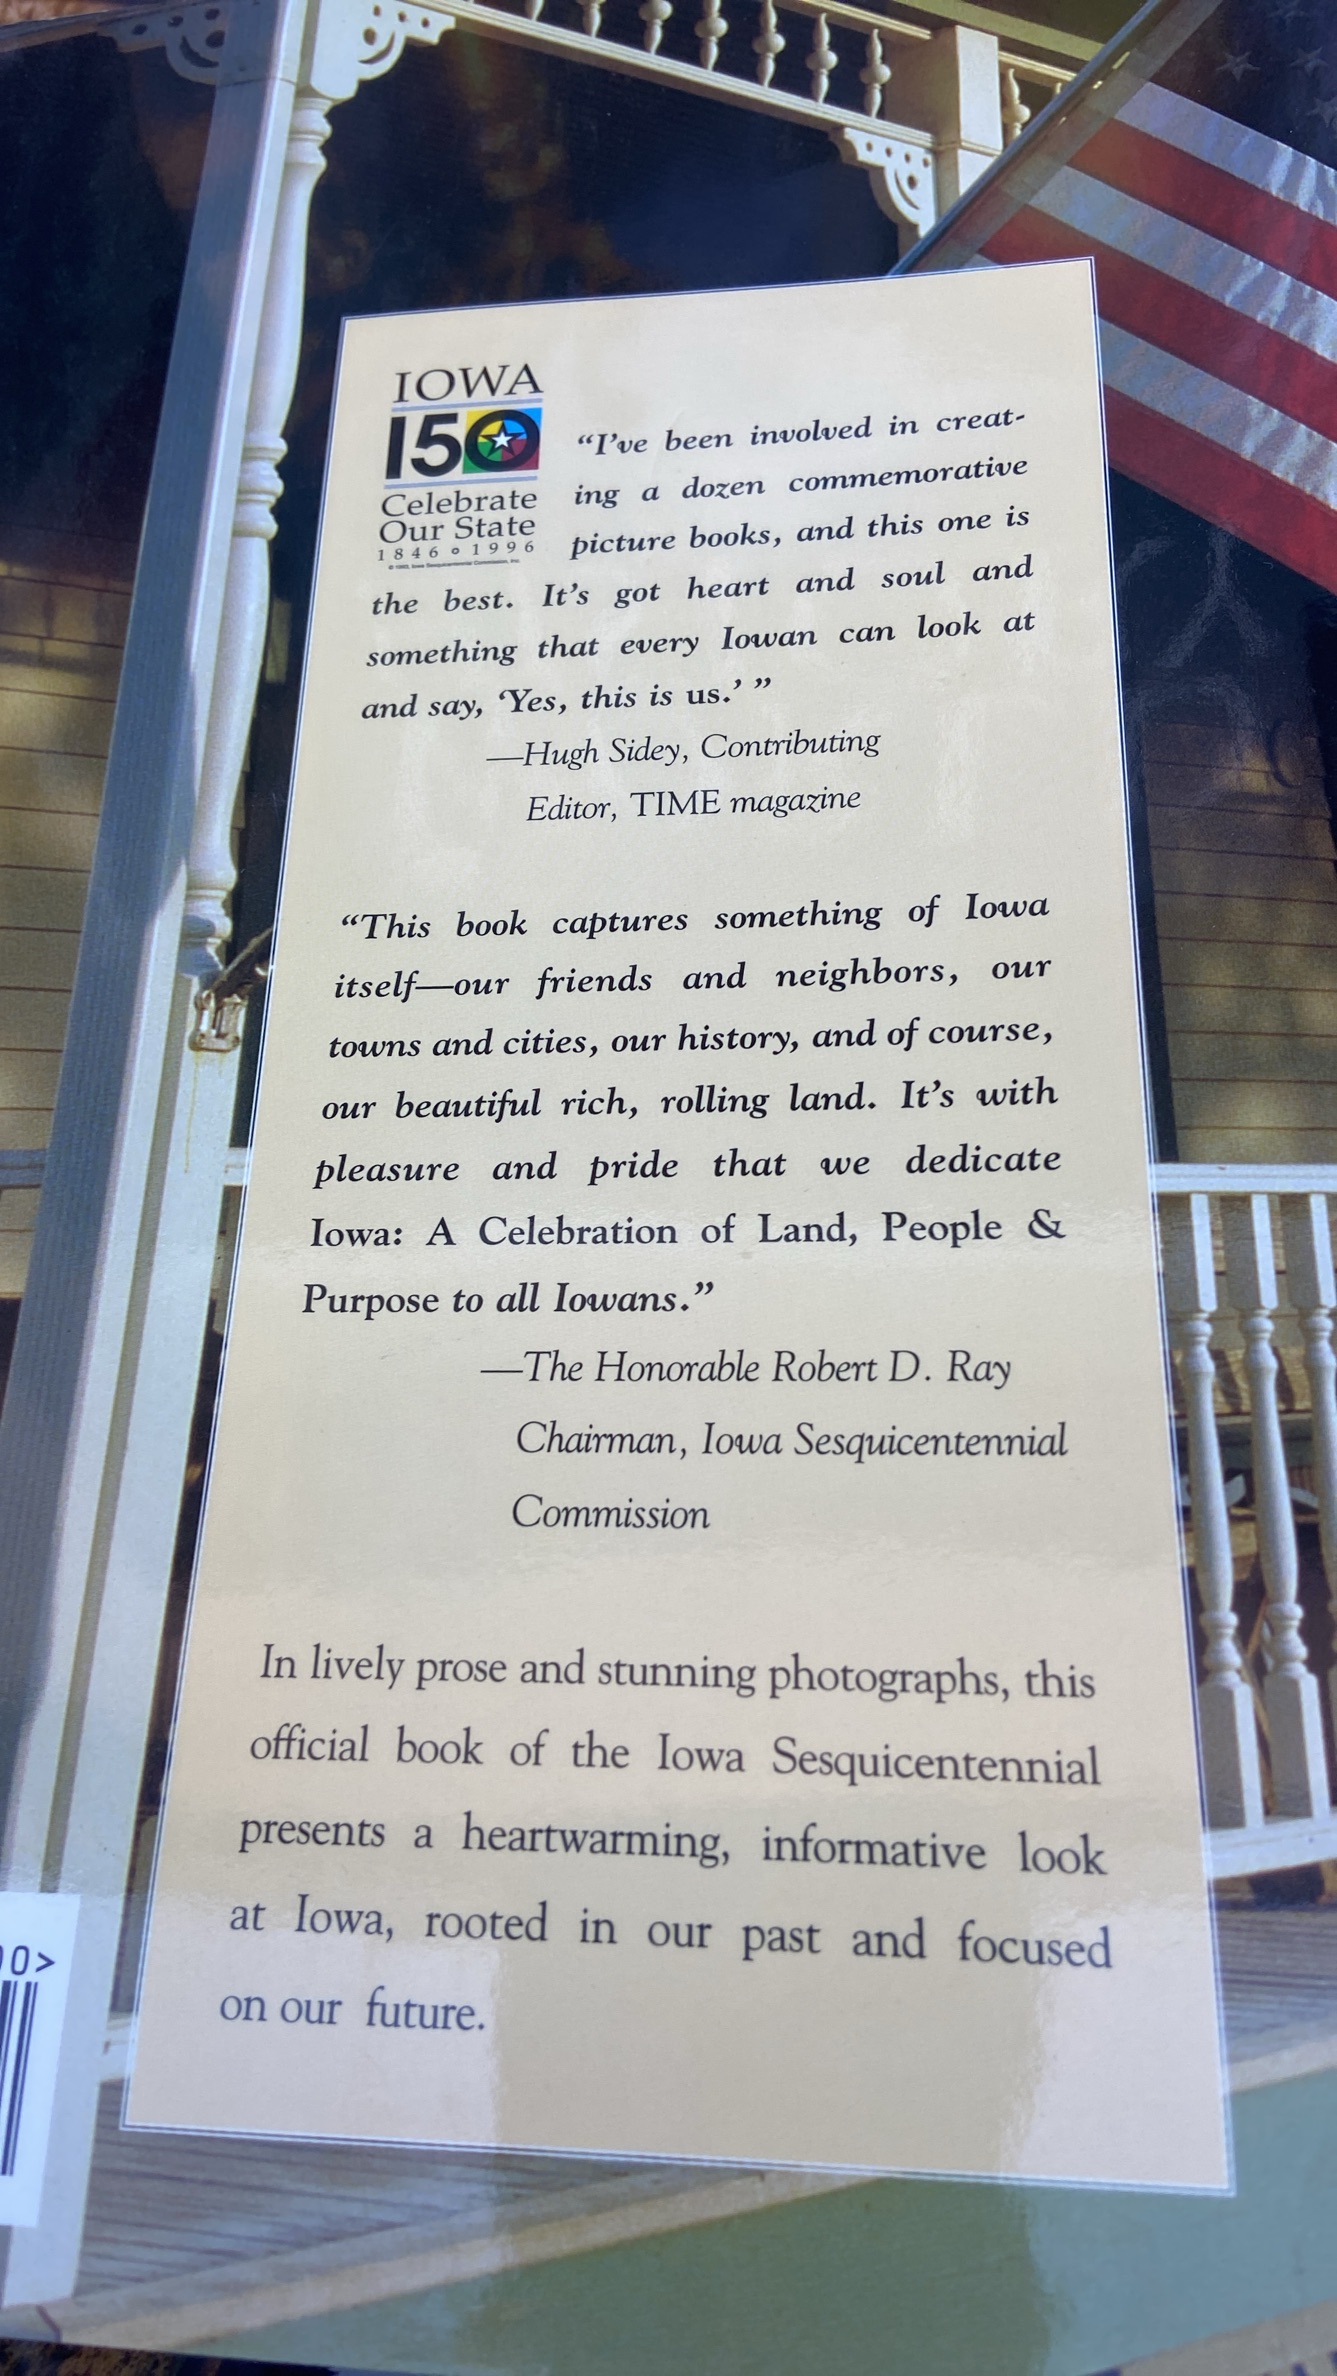 IOWA
150
Celebrate
Our State
1846 • 1996
© 1993, Iowa Sesquicentennial Commission, Inc.
“I’ve been involved in creat-
ing a dozen commemorative
picture books, and this one is
the best. It’s got heart and soul and
something that every Iowan can look at
and say, ‘Yes, this is us.’ ”
—Hugh Sidey, Contributing
Editor, TIME magazine
“This book captures something of Iowa
itself—our friends and neighbors, our
towns and cities, our history, and of course,
our beautiful rich, rolling land. It’s with
pleasure and pride that we dedicate
Iowa: A Celebration of Land, People &
Purpose to all Iowans.”
—The Honorable Robert D. Ray
Chairman, Iowa Sesquicentennial
Commission
In lively prose and stunning photographs, this
official book of the Iowa Sesquicentennial
presents a heartwarming, informative look
at Iowa, rooted in our past and focused
on our future.
0>